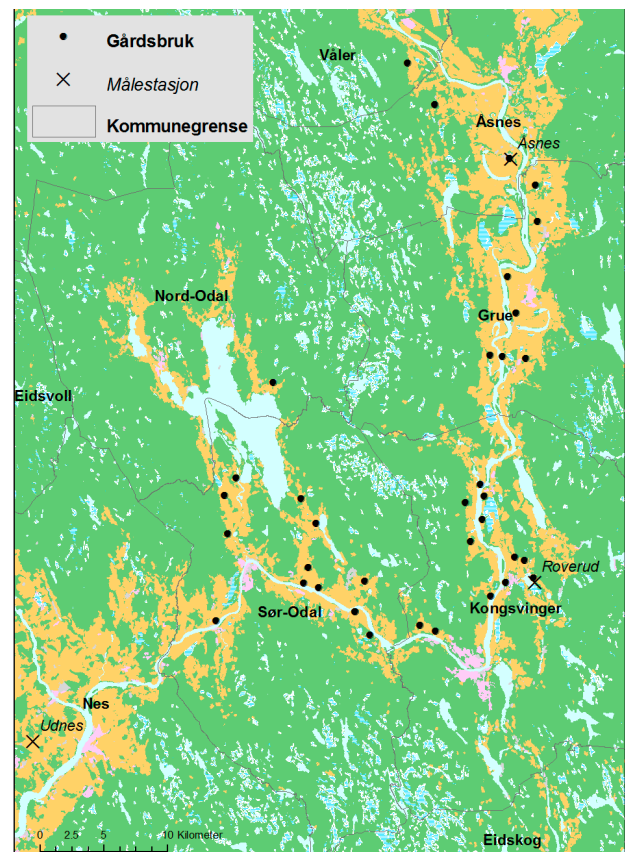 Gårdsbruk
Målestasjon
Kommunegrense
Våler
Åsnes
Åsnes
Nord-Odal
Grue
Eidsvoll
Roverud
Kongsvinger
Sør-Odal
Nes
Udnes
0 2.5 5 10 Kilometer
Eidskog